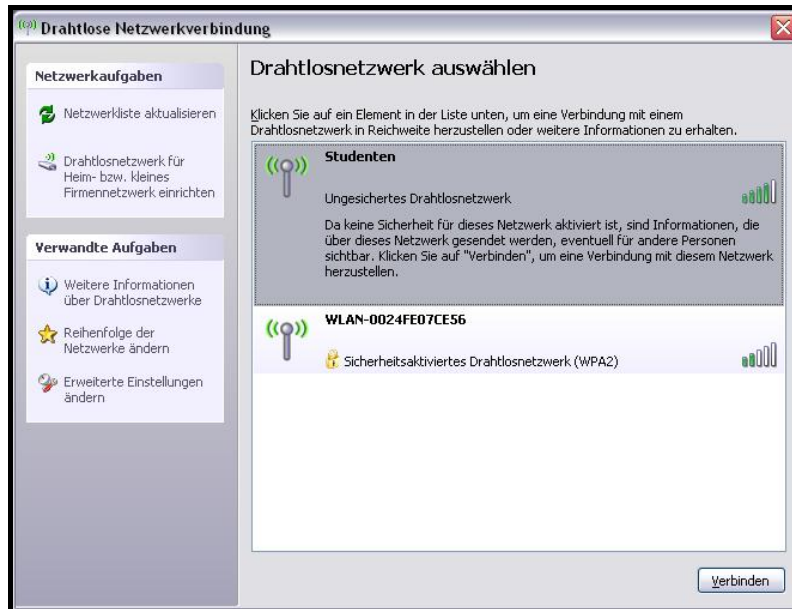 Drahtlose Netzwerkverbindung
Netzwerkaufgaben
Netzwerkliste aktualisieren
Drahtlosnetzwerk für
Heim- bzw. kleines
Firmennetzwerk einrichten
Verwandte Aufgaben
Weitere Informationen
über Drahtlosnetzwerke
Reihenfolge der
Netzwerke ändern
Erweiterte Einstellungen
ändern
Drahtlosnetzwerk auswählen
Klicken Sie auf ein Element in der Liste unten, um eine Verbindung mit einem
Drahtlosnetzwerk in Reichweite herzustellen oder weitere Informationen zu erhalten.
Studenten
Ungesichertes Drahtlosnetzwerk
Da keine Sicherheit für dieses Netzwerk aktiviert ist, sind Informationen, die
über dieses Netzwerk gesendet werden, eventuell für andere Personen
sichtbar. Klicken Sie auf "Verbinden", um eine Verbindung mit diesem Netzwerk
herzustellen.
WLAN-0024FE07CE56
Sicherheitsaktiviertes Drahtlosnetzwerk (WPA2)
Verbinden